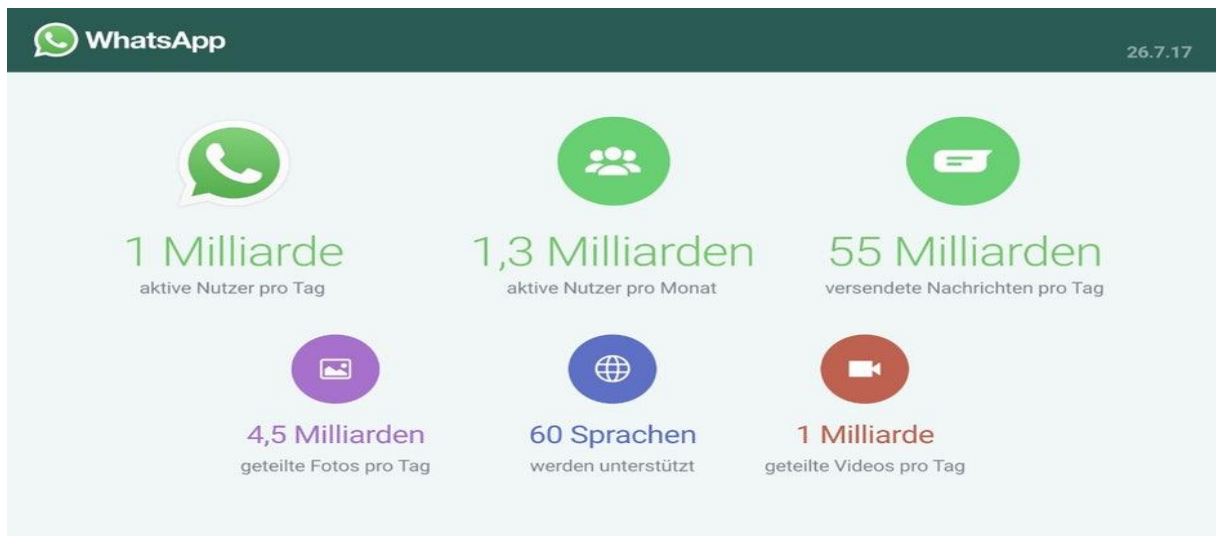 WhatsApp
26.7.17
1 Milliarde
aktive Nutzer pro Tag
1,3 Milliarden
aktive Nutzer pro Monat
55 Milliarden
versendete Nachrichten pro Tag
4,5 Milliarden
geteilte Fotos pro Tag
60 Sprachen
werden unterstützt
1 Milliarde
geteilte Videos pro Tag